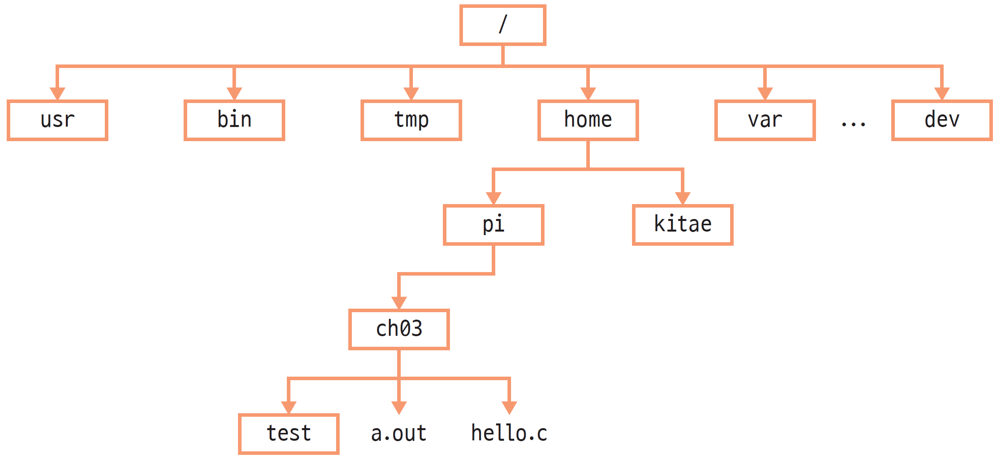 /
usr bin tmp home var ... dev
pi kitae
ch03
test a.out hello.c